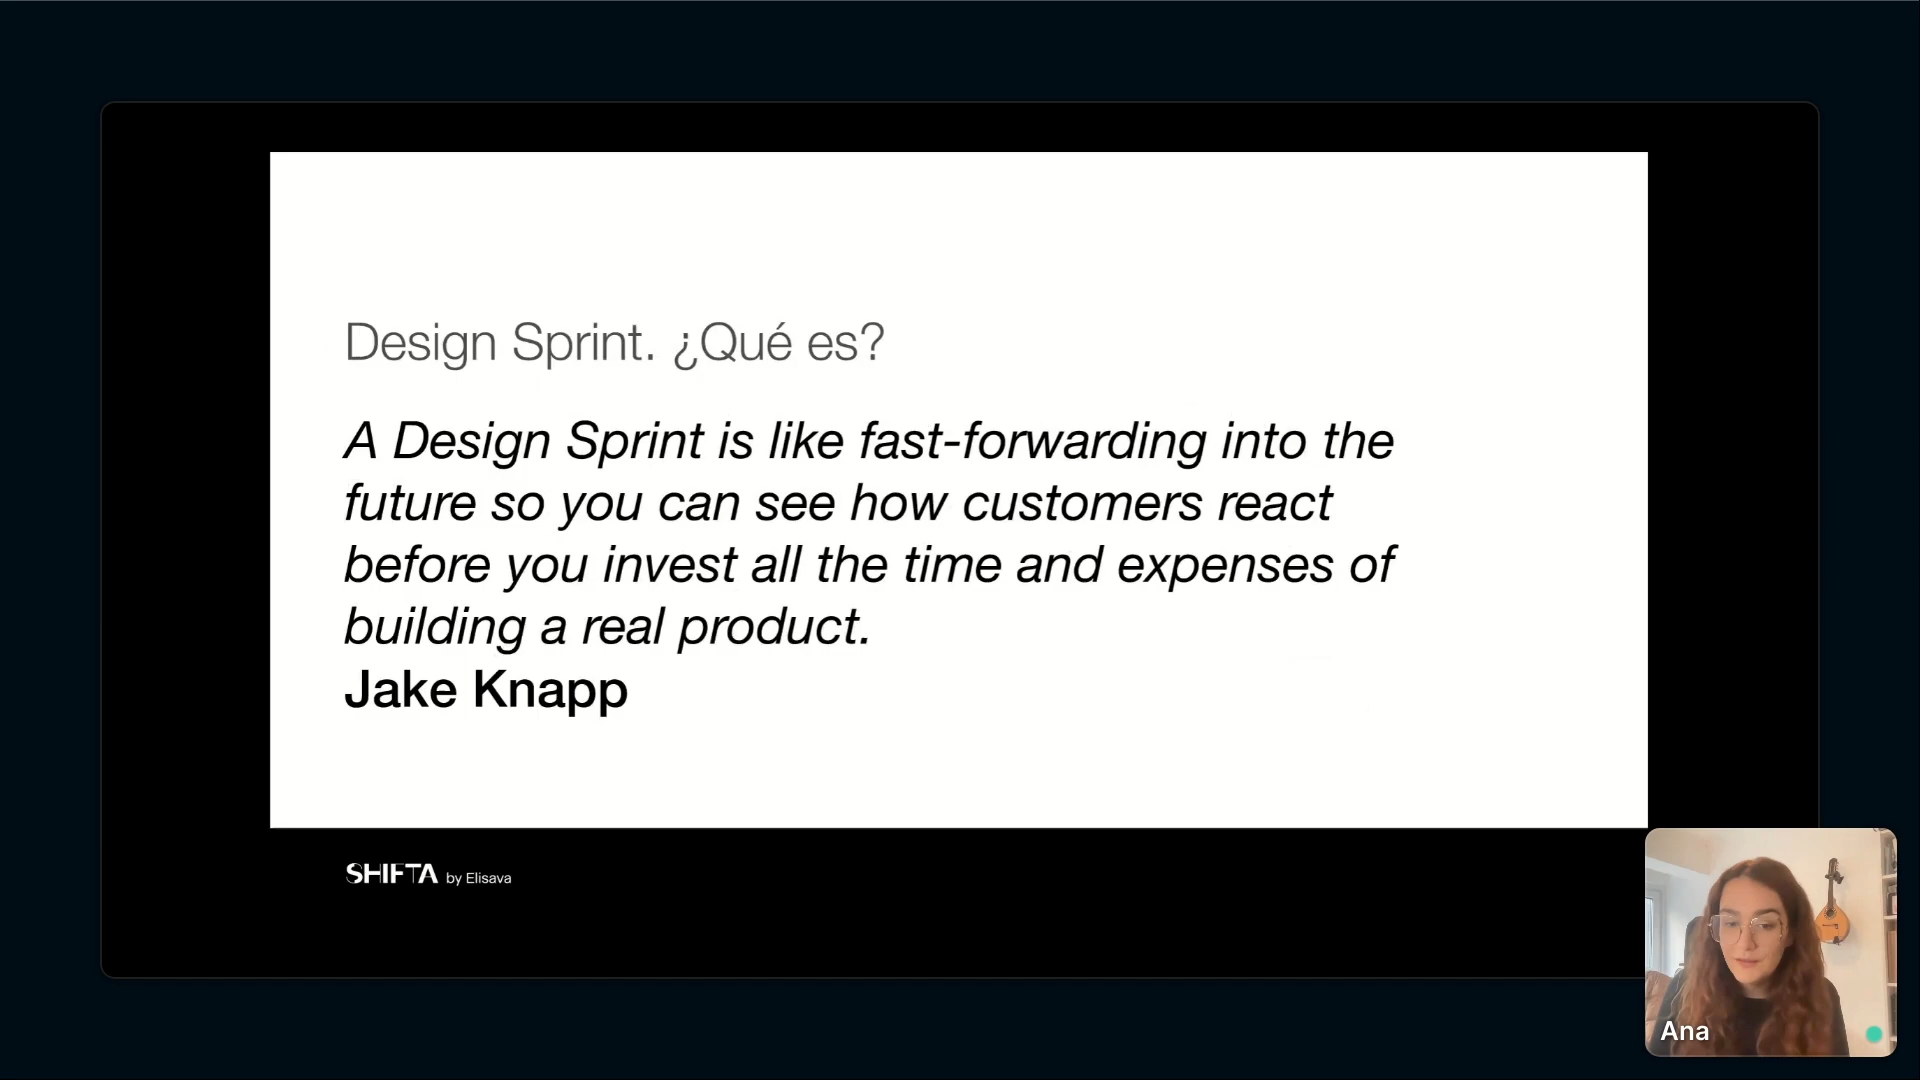 Design Sprint. ¿Qué es?
A Design Sprint is like fast-forwarding into the
future so you can see how customers react
before you invest all the time and expenses of
building a real product.
Jake Knapp
SHIFTA by Elisava
Ana